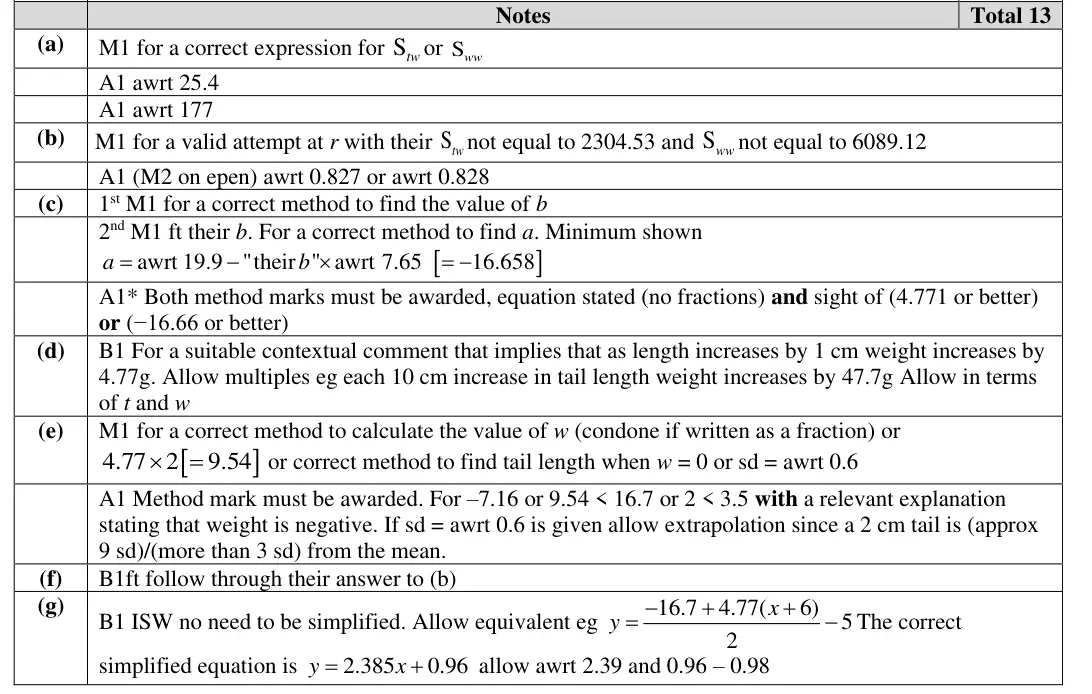 Notes Total 13
(a) M1 for a correct expression for S_tw or S_ww
A1 awrt 25.4
A1 awrt 177
(b) M1 for a valid attempt at r with their S_tw not equal to 2304.53 and S_ww not equal to 6089.12
A1 (M2 on epen) awrt 0.827 or awrt 0.828
(c) 1st M1 for a correct method to find the value of b
2nd M1 ft their b. For a correct method to find a. Minimum shown
a = awrt 19.9 − "their b"× awrt 7.65 [= −16.658]
A1* Both method marks must be awarded, equation stated (no fractions) and sight of (4.771 or better)
or (−16.66 or better)
(d) B1 For a suitable contextual comment that implies that as length increases by 1 cm weight increases by
4.77g. Allow multiples eg each 10 cm increase in tail length weight increases by 47.7g Allow in terms
of t and w
(e) M1 for a correct method to calculate the value of w (condone if written as a fraction) or
4.77 × 2[= 9.54] or correct method to find tail length when w = 0 or sd = awrt 0.6
A1 Method mark must be awarded. For –7.16 or 9.54 < 16.7 or 2 < 3.5 with a relevant explanation
stating that weight is negative. If sd = awrt 0.6 is given allow extrapolation since a 2 cm tail is (approx
9 sd)/(more than 3 sd) from the mean.
(f) B1ft follow through their answer to (b)
(g) B1 ISW no need to be simplified. Allow equivalent eg y = (−16.7 + 4.77(x + 6))/2 − 5 The correct
simplified equation is y = 2.385x + 0.96 allow awrt 2.39 and 0.96 – 0.98